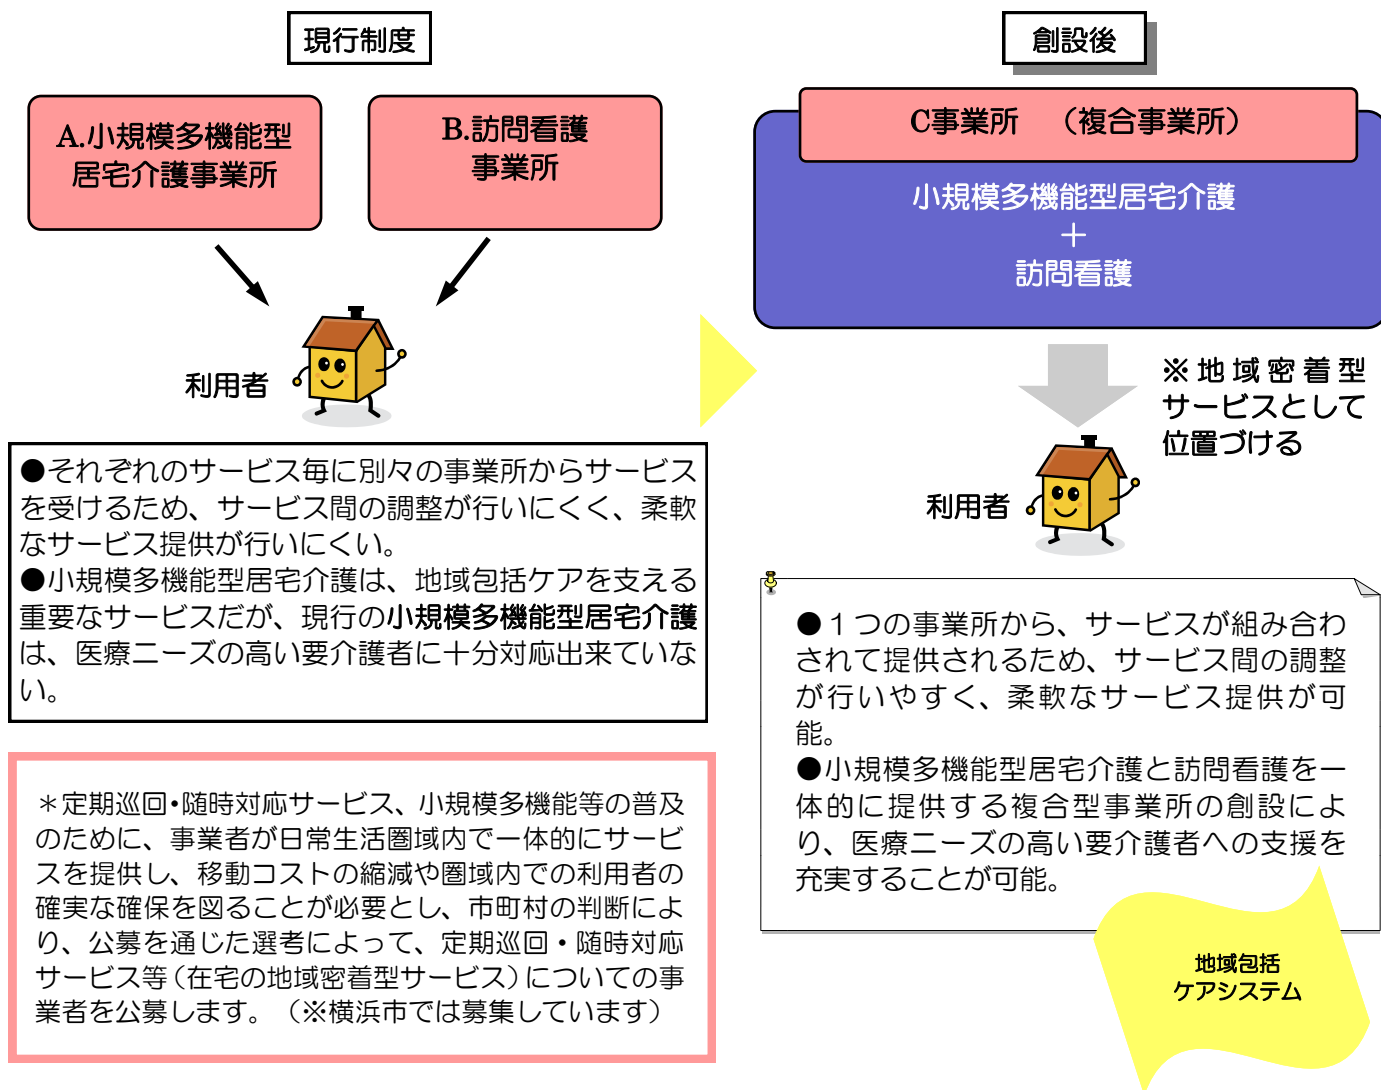 現行制度
A.小規模多機能型
居宅介護事業所
B.訪問看護
事業所
利用者
●それぞれのサービス毎に別々の事業所からサービス
を受けるため、サービス間の調整が行いにくく、柔軟
なサービス提供が行いにくい。
●小規模多機能型居宅介護は、地域包括ケアを支える
重要なサービスだが、現行の小規模多機能型居宅介護
は、医療ニーズの高い要介護者に十分対応出来ていな
い。
＊定期巡回・随時対応サービス、小規模多機能等の普及
のために、事業者が日常生活圏域内で一体的にサービ
スを提供し、移動コストの縮減や圏域内での利用者の
確実な確保を図ることが必要とし、市町村の判断によ
り、公募を通じた選考によって、定期巡回・随時対応
サービス等（在宅の地域密着型サービス）についての事
業者を公募します。（※横浜市では募集しています）
創設後
C事業所　（複合事業所）
小規模多機能型居宅介護
＋
訪問看護
※地域密着型
サービスとして
位置づける
利用者
●１つの事業所から、サービスが組み合わ
されて提供されるため、サービス間の調整
が行いやすく、柔軟なサービス提供が可
能。
●小規模多機能型居宅介護と訪問看護を一
体的に提供する複合型事業所の創設によ
り、医療ニーズの高い要介護者への支援を
充実することが可能。
地域包括
ケアシステム